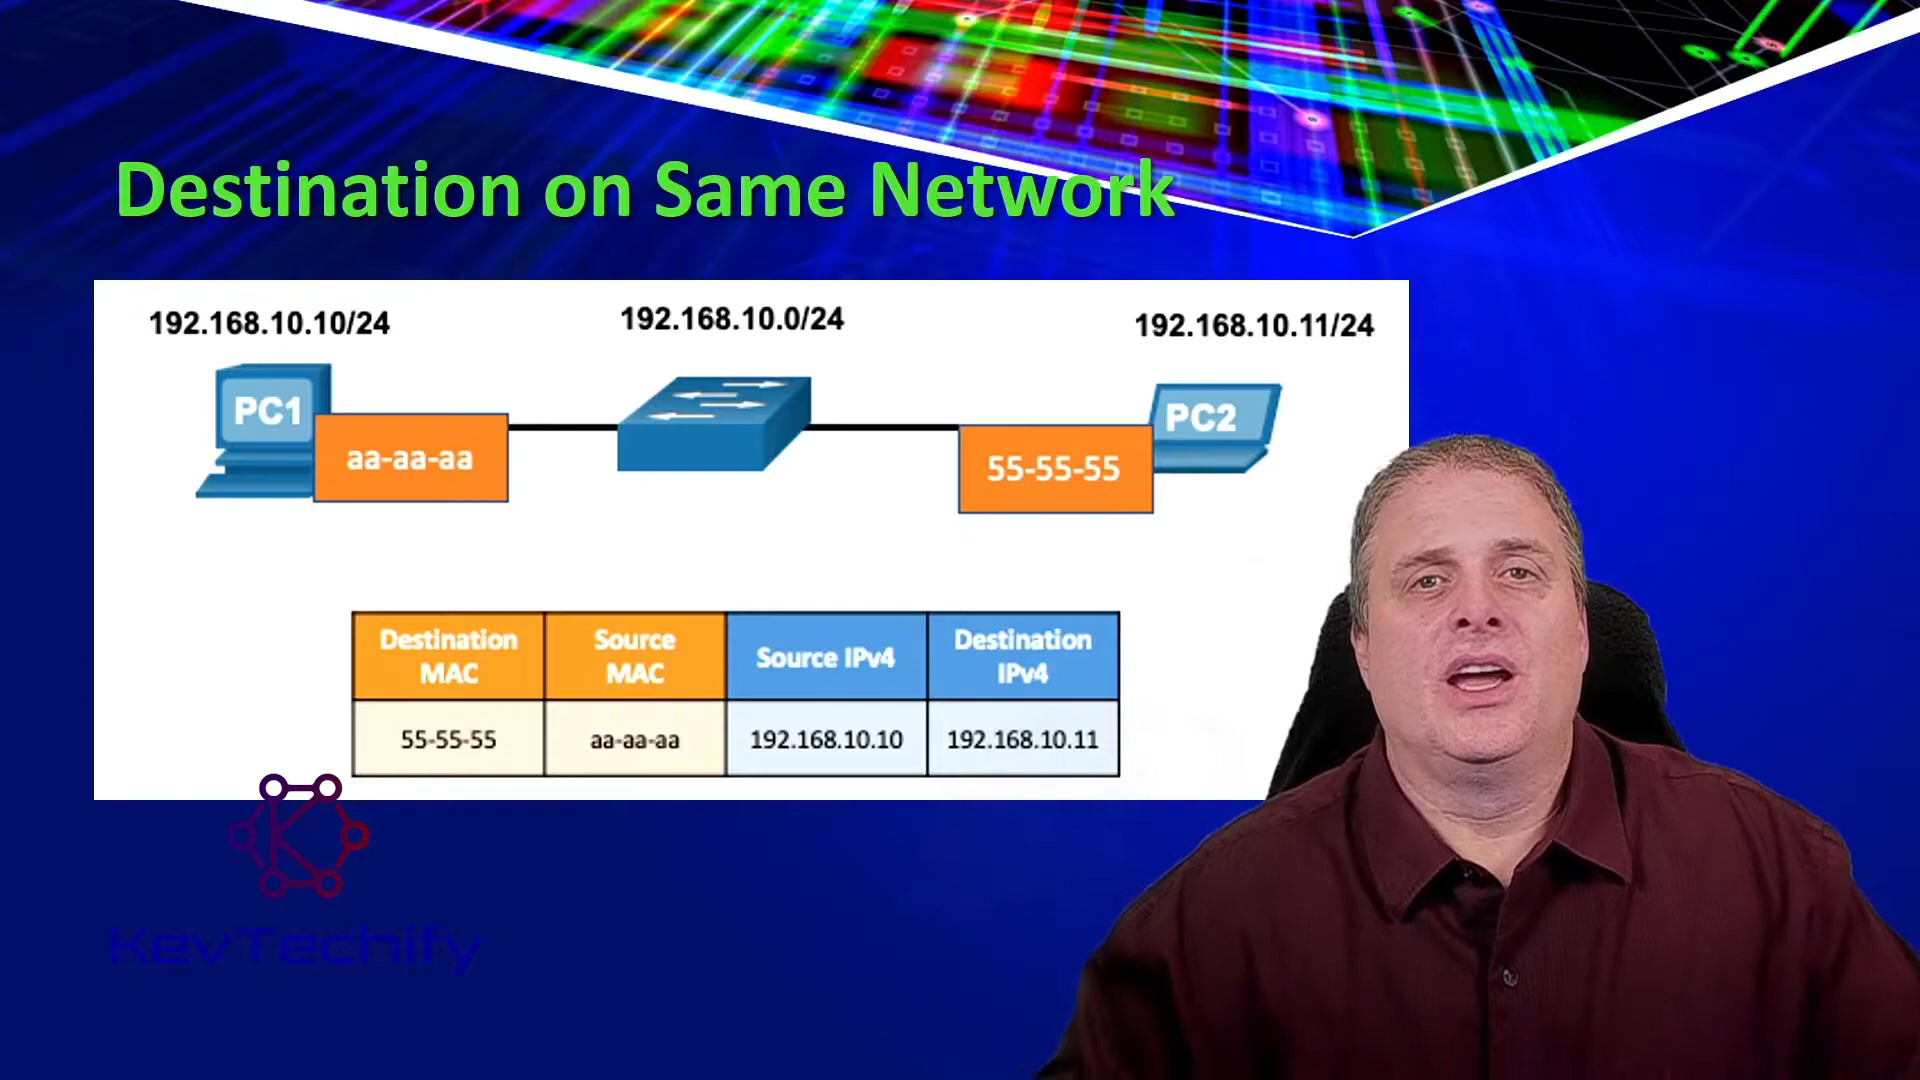 Destination on Same Network
192.168.10.10/24
192.168.10.0/24
192.168.10.11/24
PC1
PC2
aa-aa-aa
55-55-55
Destination MAC
Source MAC
Source IPv4
Destination IPv4
55-55-55
aa-aa-aa
192.168.10.10
192.168.10.11
KevTechify